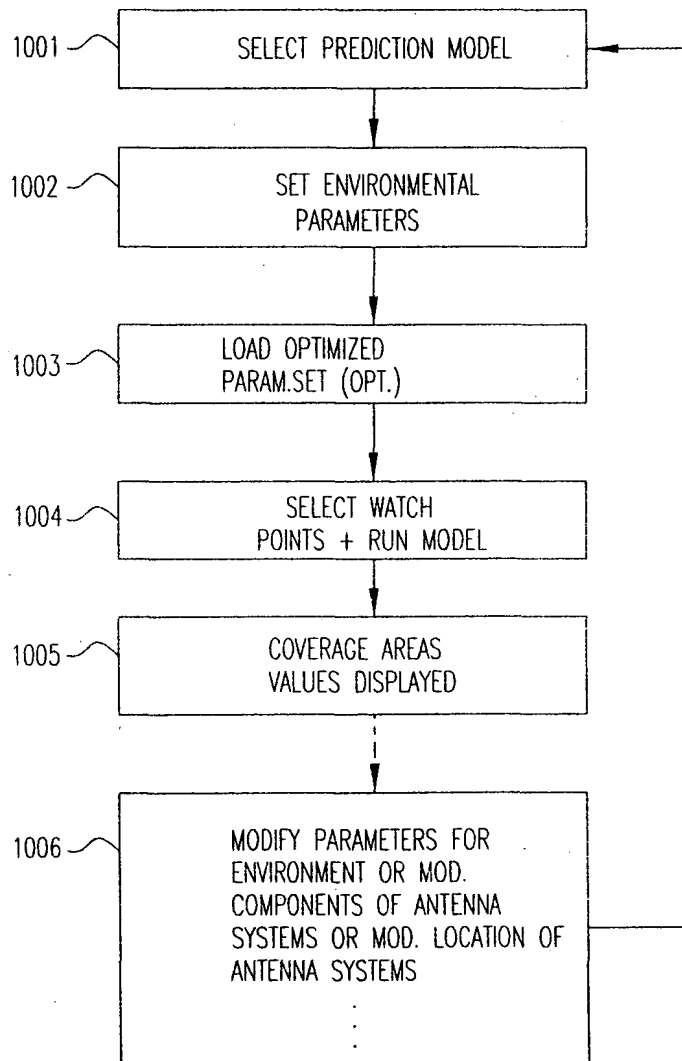 1001
SELECT PREDICTION MODEL
1002
SET ENVIRONMENTAL
PARAMETERS
1003
LOAD OPTIMIZED
PARAM.SET (OPT.)
1004
SELECT WATCH
POINTS + RUN MODEL
1005
COVERAGE AREAS
VALUES DISPLAYED
1006
MODIFY PARAMETERS FOR
ENVIRONMENT OR MOD.
COMPONENTS OF ANTENNA
SYSTEMS OR MOD. LOCATION OF
ANTENNA SYSTEMS